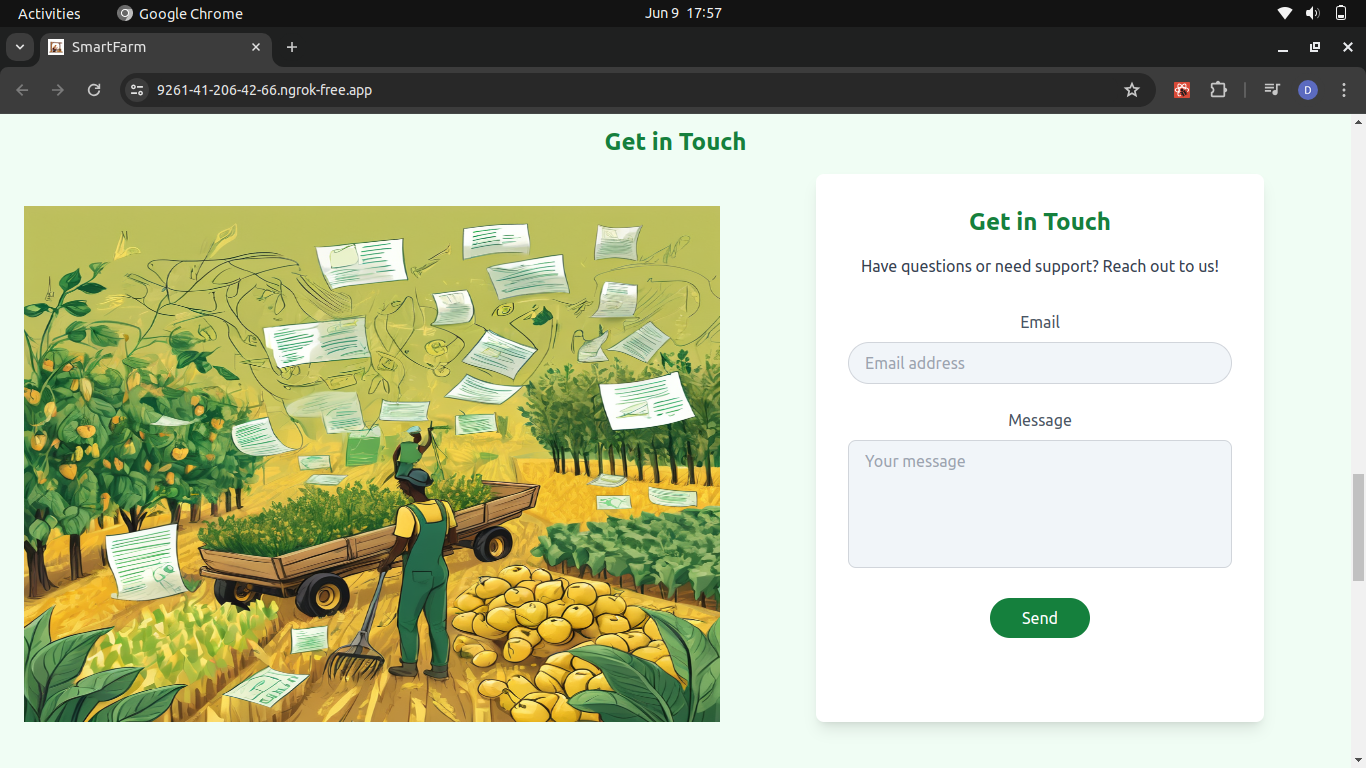 Activities
Google Chrome
Jun 9 17:57
SmartFarm
9261-41-206-42-66.ngrok-free.app
D
Get in Touch
Get in Touch
Have questions or need support? Reach out to us!
Email
Email address
Message
Your message
Send